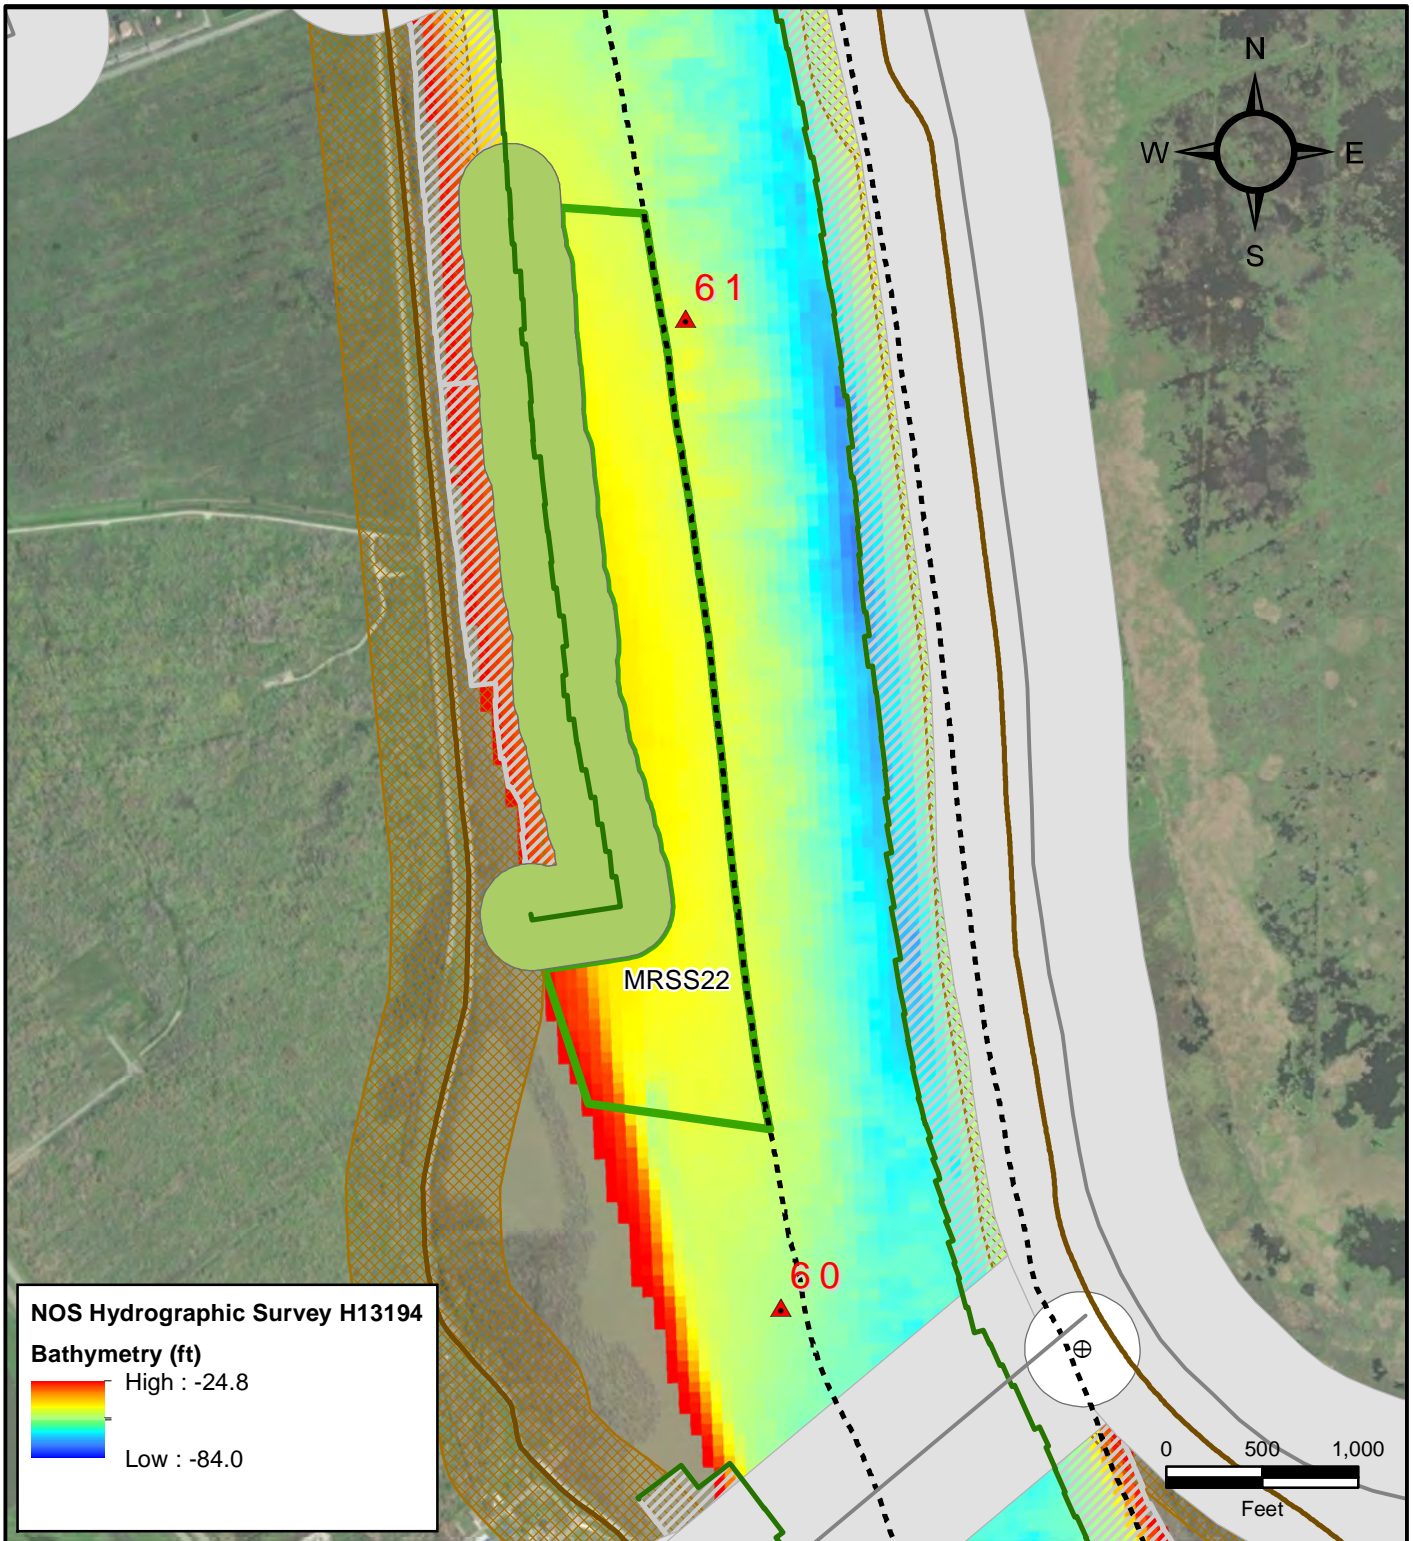 N
W E
S
6 1
MRSS22
6 0
NOS Hydrographic Survey H13194
Bathymetry (ft)
High : -24.8
Low : -84.0
0 500 1,000
Feet